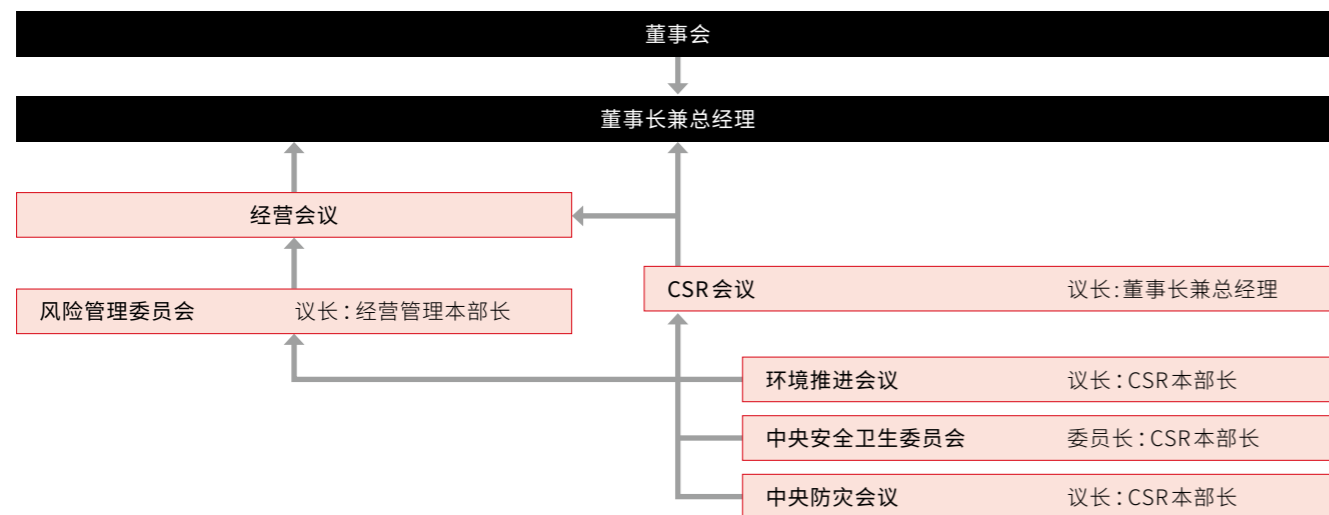 董事会
董事长兼总经理
经营会议
CSR会议 议长:董事长兼总经理
风险管理委员会 议长：经营管理本部长
环境推进会议 议长：CSR本部长
中央安全卫生委员会 委员长：CSR本部长
中央防灾会议 议长：CSR本部长